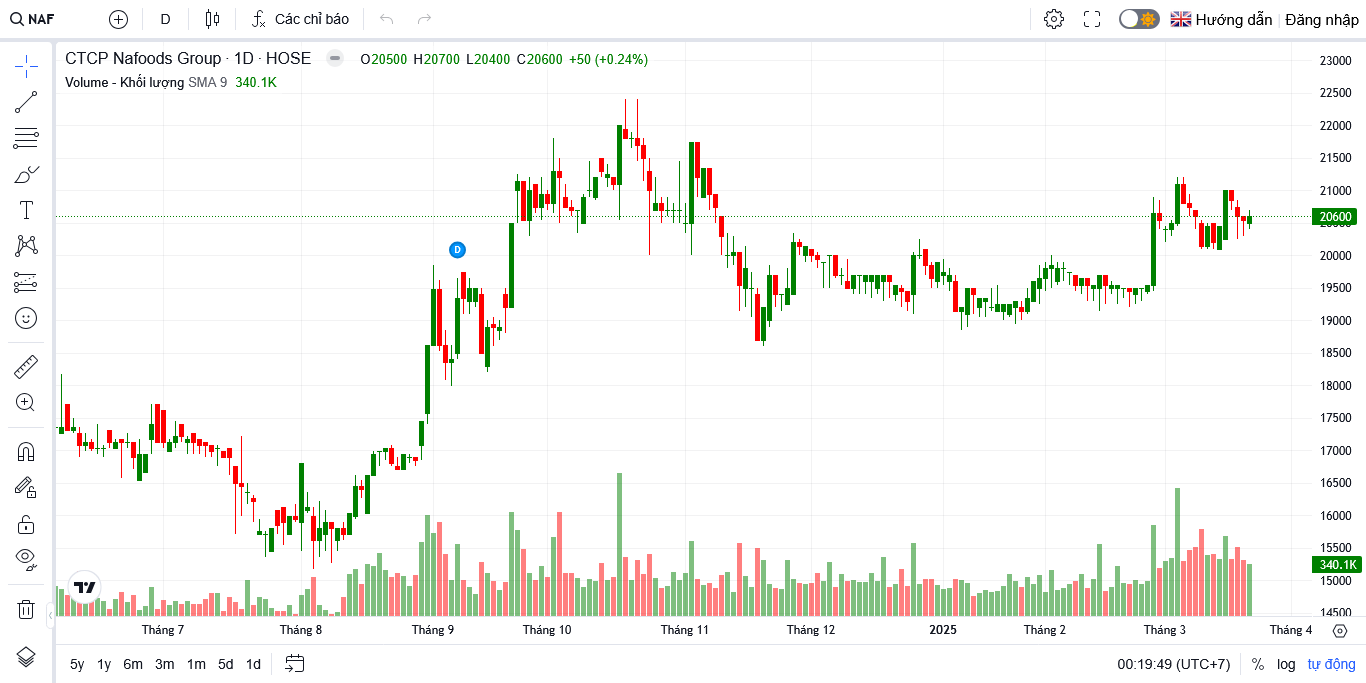 NAF D Các chỉ báo Hướng dẫn Đăng nhập
CTCP Nafoods Group · 1D · HOSE O20500 H20700 L20400 C20600 +50 (+0.24%)
Volume - Khối lượng SMA 9 340.1K
D
23000
22500
22000
21500
21000
20600
20500
20000
19500
19000
18500
18000
17500
17000
16500
16000
15500
340.1K
15000
14500
Tháng 7 Tháng 8 Tháng 9 Tháng 10 Tháng 11 Tháng 12 2025 Tháng 2 Tháng 3 Tháng 4
5y 1y 6m 3m 1m 5d 1d 00:19:49 (UTC+7) % log tự động